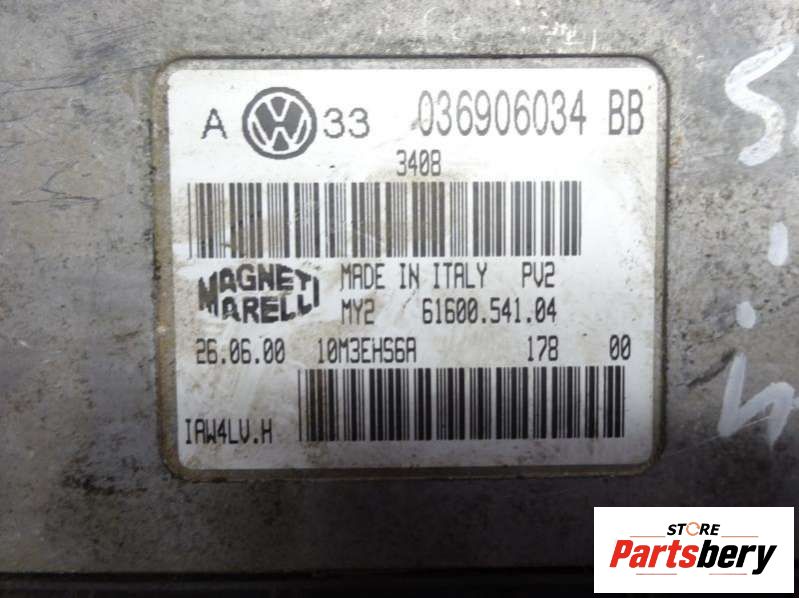 A VW 33 036906034 BB
3408
MAGNETI MARELLI
MADE IN ITALY PV2
MY2 61600.541.04
26.06.00 10M3EHS6A 178 00
IAW4LV.H
STORE
Partsbery